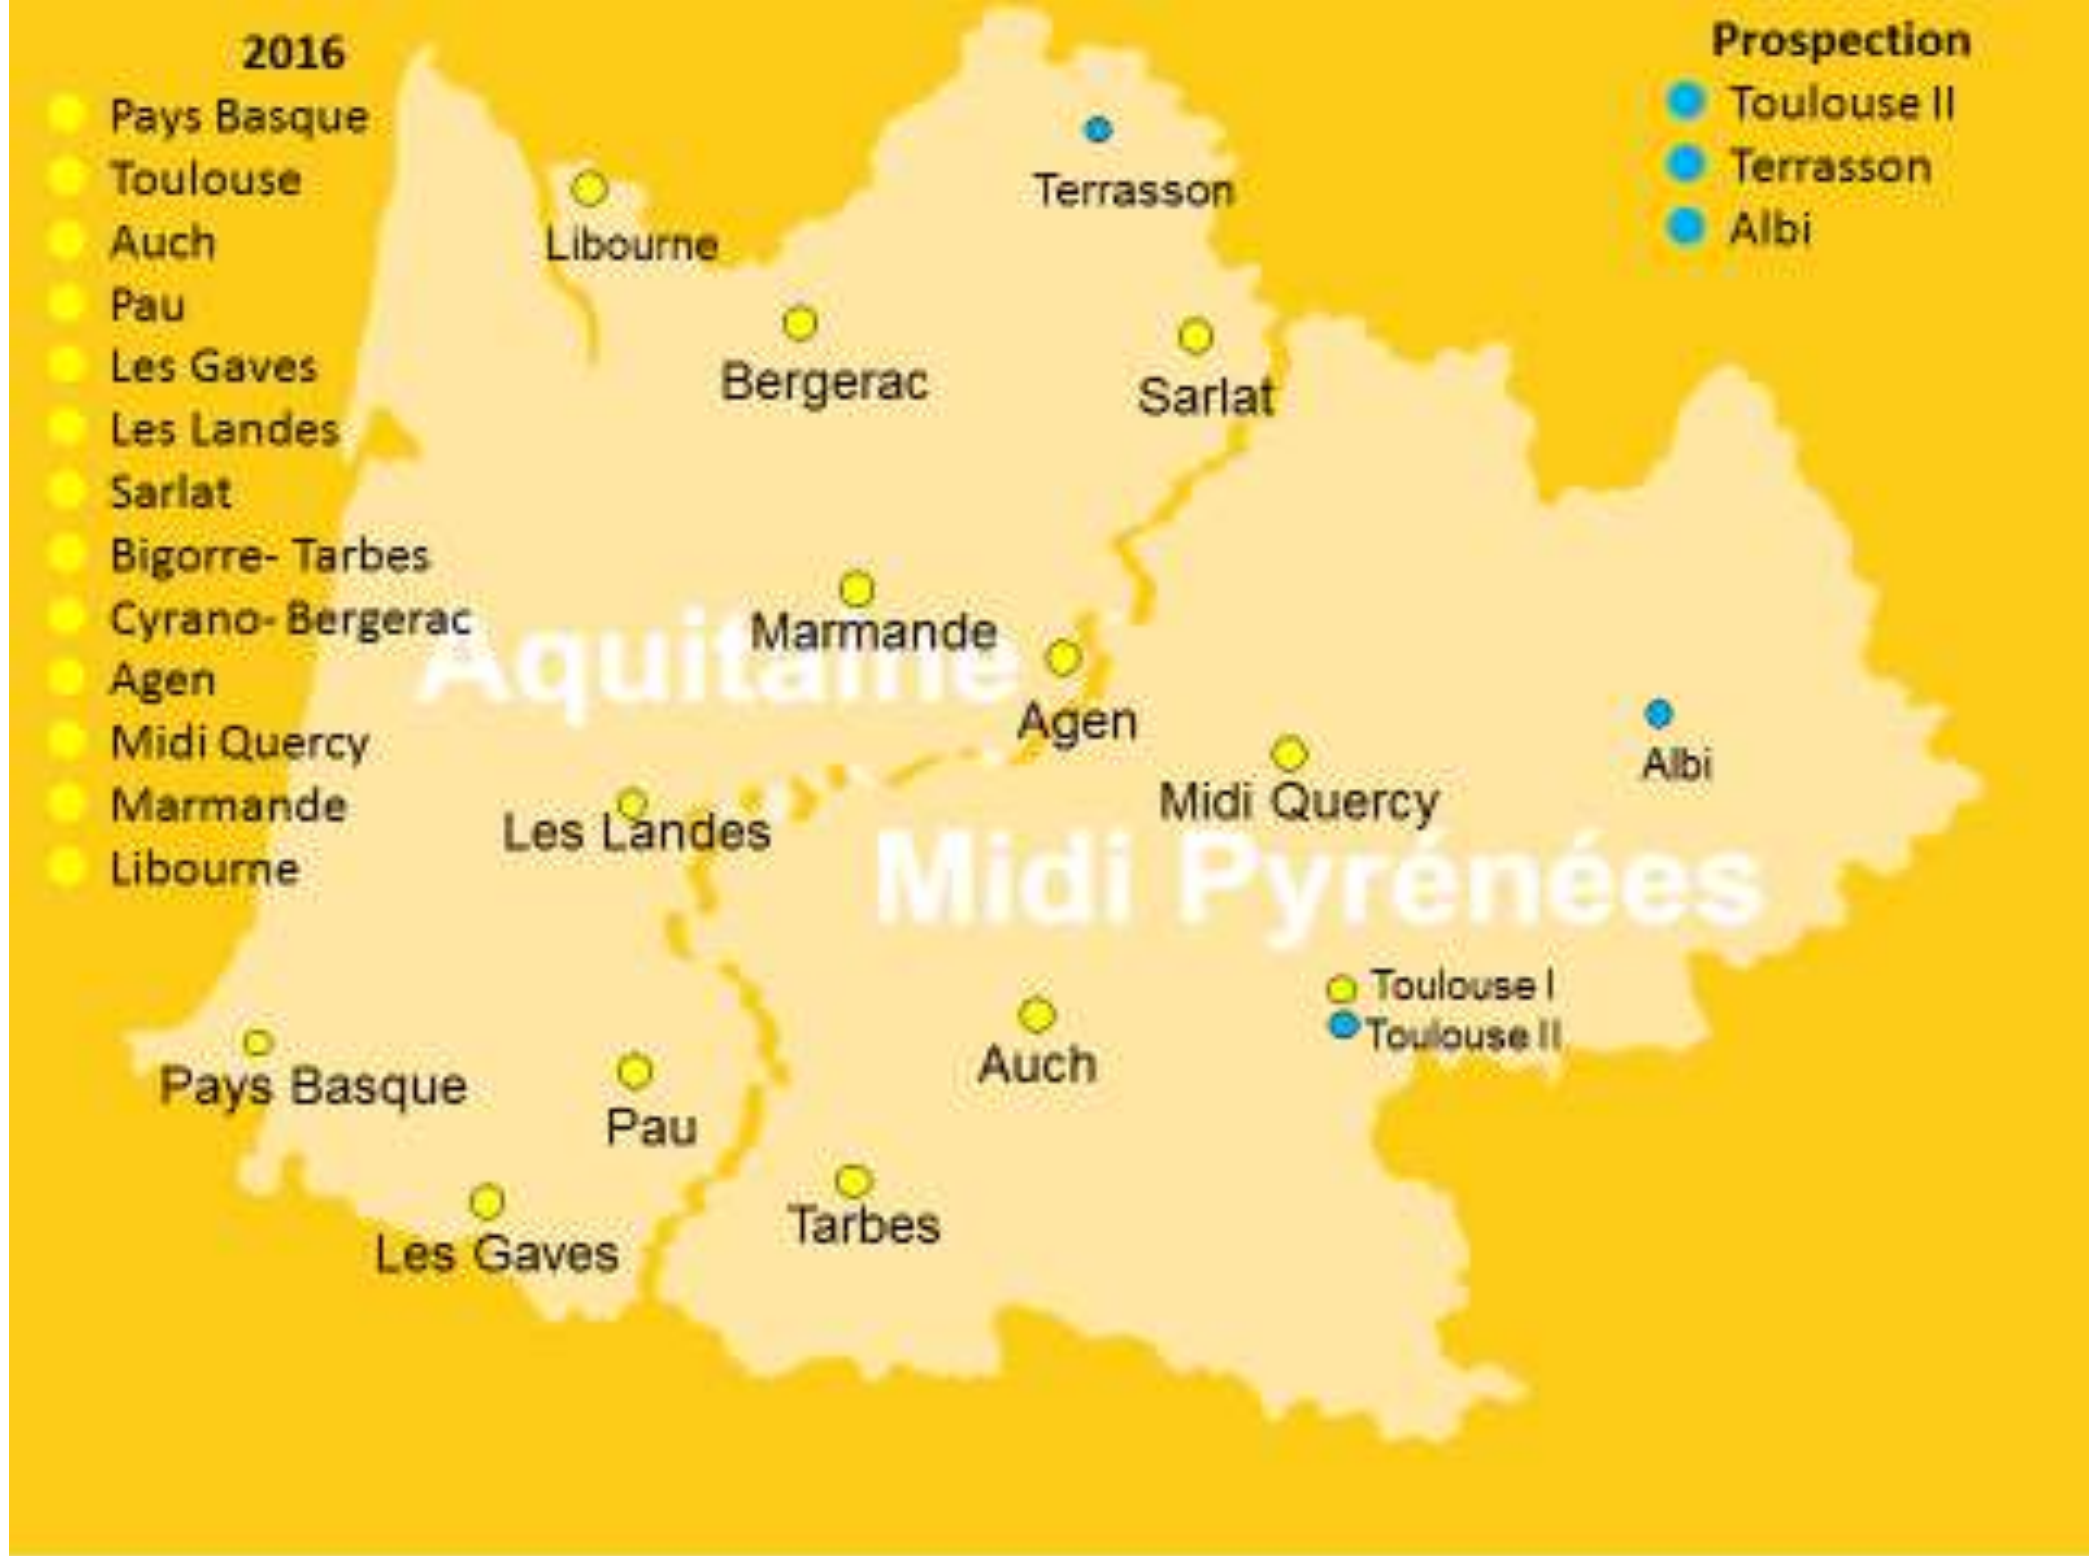 2016
Pays Basque
Toulouse
Auch
Pau
Les Gaves
Les Landes
Sarlat
Bigorre- Tarbes
Cyrano- Bergerac
Agen
Midi Quercy
Marmande
Libourne
Prospection
Toulouse II
Terrasson
Albi
Terrasson
Libourne
Bergerac
Sarlat
Marmande
Aquitaine
Agen
Albi
Midi Quercy
Les Landes
Midi Pyrénées
Toulouse I
Toulouse II
Auch
Pays Basque
Pau
Tarbes
Les Gaves